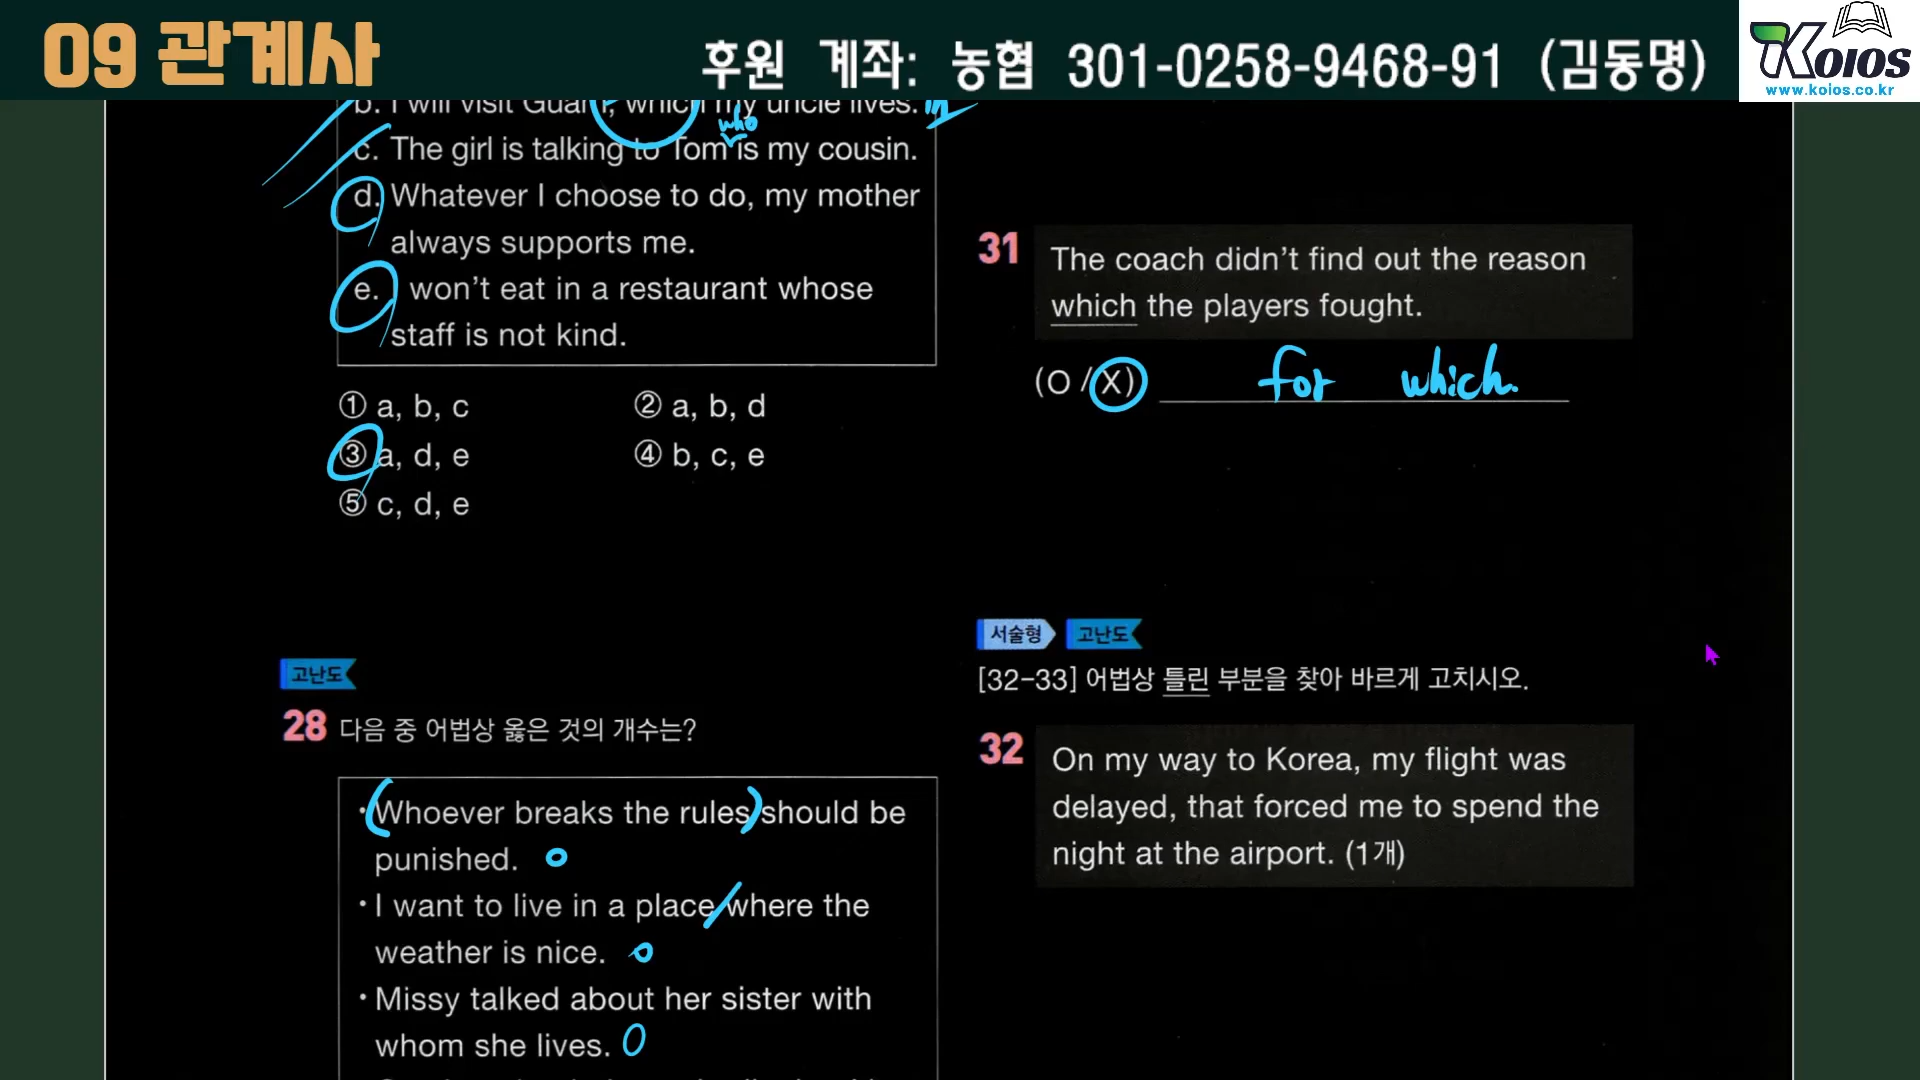 09 관계사
후원 계좌: 농협 301-0258-9468-91 (김동명)
KOIOS
www.koios.co.kr
b. I will visit Guam, which my uncle lives. in
who
c. The girl is talking to Tom is my cousin.
d. Whatever I choose to do, my mother
always supports me.
e. I won't eat in a restaurant whose
staff is not kind.
① a, b, c
② a, b, d
③ a, d, e
④ b, c, e
⑤ c, d, e
고난도
28 다음 중 어법상 옳은 것의 개수는?
• Whoever breaks the rules should be
punished. o
• I want to live in a place where the
weather is nice. o
• Missy talked about her sister with
whom she lives. O
31 The coach didn't find out the reason
which the players fought.
(O / X) for which.
서술형 고난도
[32-33] 어법상 틀린 부분을 찾아 바르게 고치시오.
32 On my way to Korea, my flight was
delayed, that forced me to spend the
night at the airport. (1개)